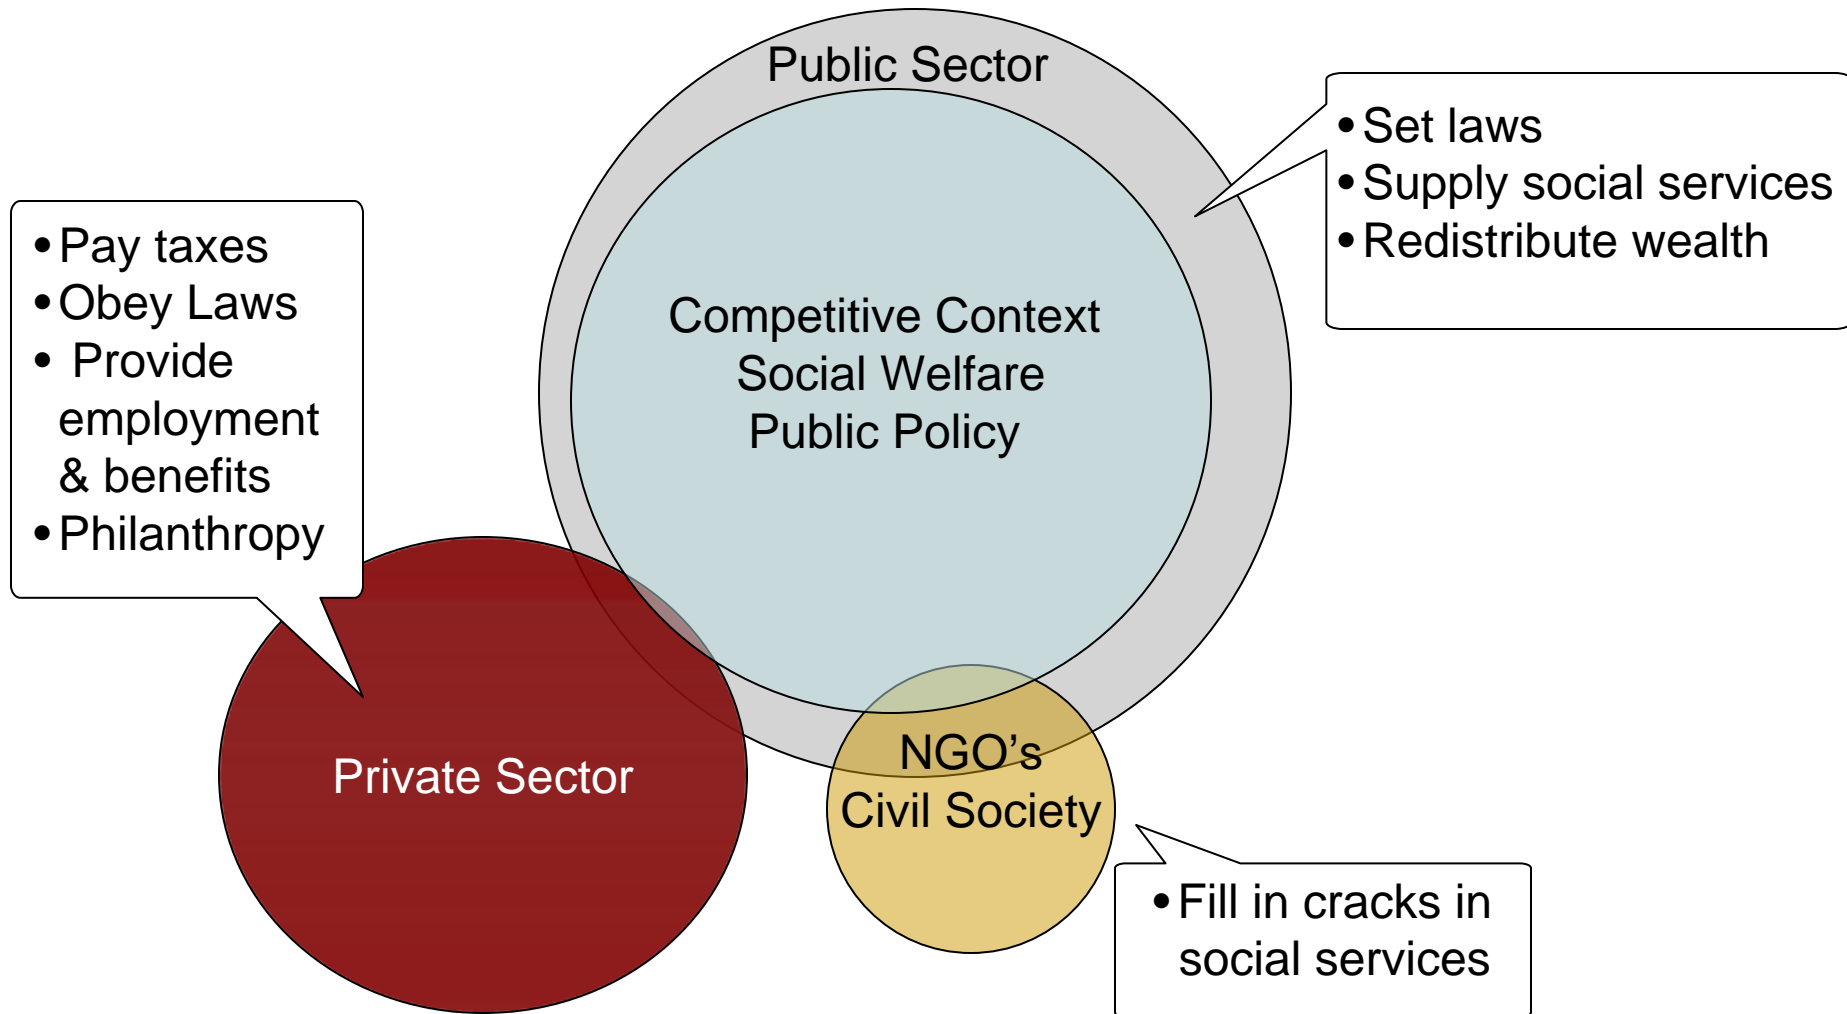 Public Sector
• Set laws
• Supply social services
• Redistribute wealth
• Pay taxes
• Obey Laws
• Provide
employment
& benefits
• Philanthropy
Competitive Context
Social Welfare
Public Policy
Private Sector
NGO’s
Civil Society
• Fill in cracks in
social services